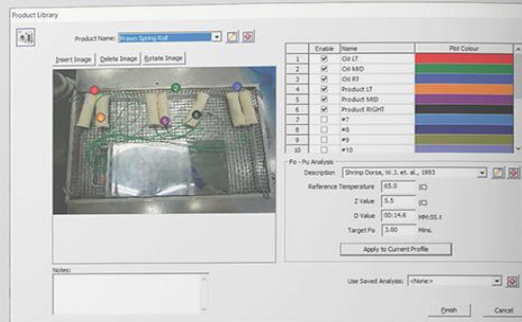 Product Library
Product Name: Prawn Spring Roll
Insert Image Delete Image Rotate Image
Enable Name Plot Colour
1 Oil LT
2 Oil MID
3 Oil RT
4 Product LT
5 Product MID
6 Product RIGHT
7 #7
8 #8
9 #9
10 #10
Fo - Pu Analysis
Description Shrimp Dorsa, W.J. et. al., 1993
Reference Temperature 65.0 (C)
Z Value 5.5 (C)
D Value 00:14.6 MM:SS.t
Target Fo 3.00 Mins.
Apply to Current Profile
Notes:
Use Saved Analysis: <None>
Finish Cancel